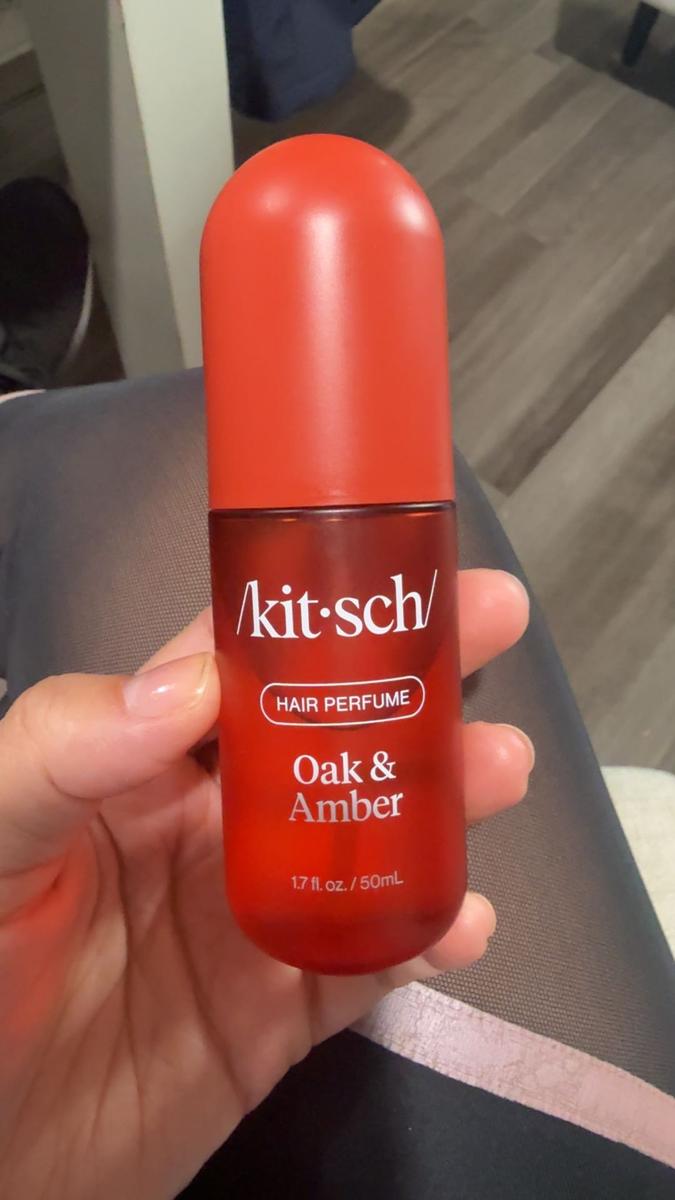 /kit·sch/
HAIR PERFUME
Oak &
Amber
1.7 fl. oz. / 50mL